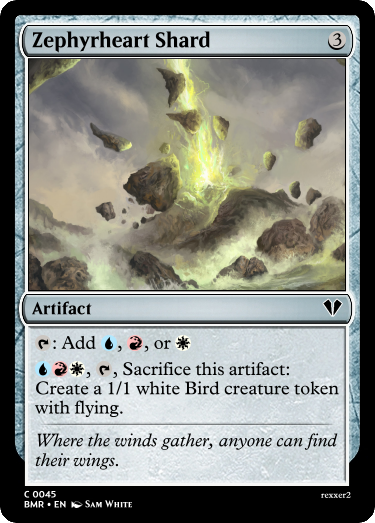 Zephyrheart Shard 3
Artifact
: Add , , or
, , Sacrifice this artifact:
Create a 1/1 white Bird creature token
with flying.
Where the winds gather, anyone can find
their wings.
C 0045 rexxer2
BMR • EN Sam White